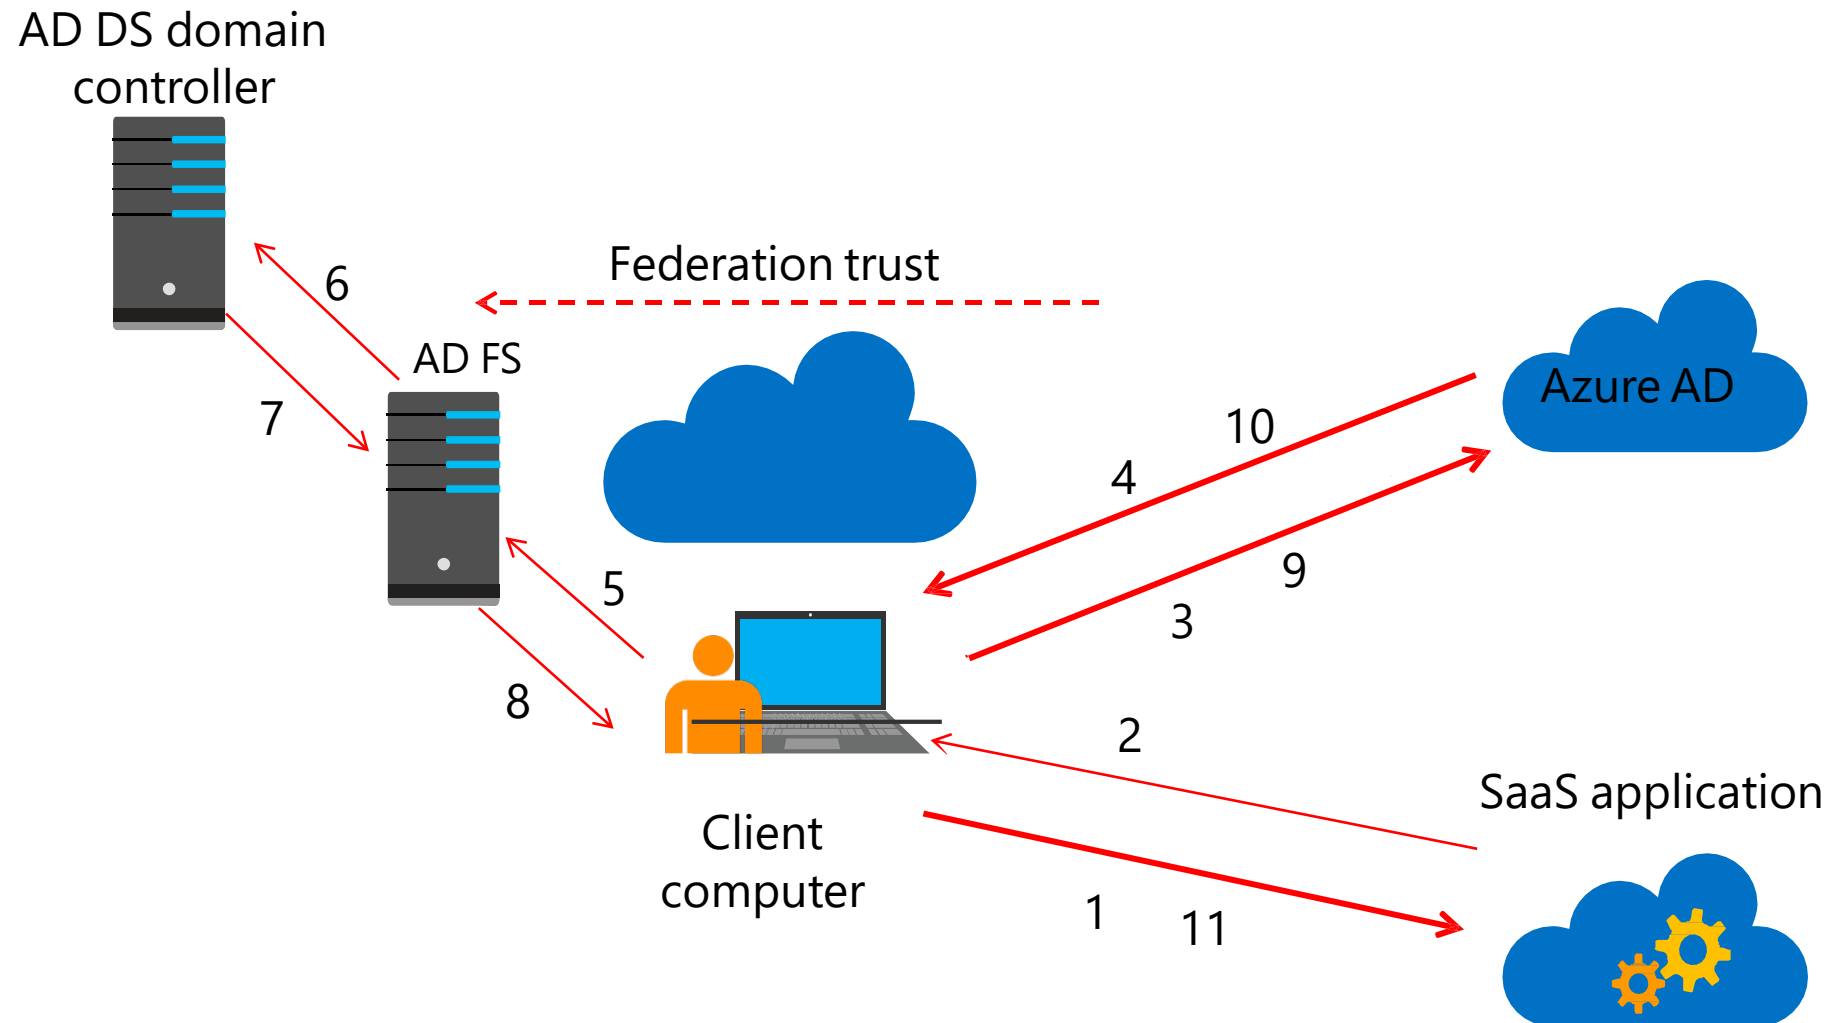 AD DS domain
controller
6
Federation trust
7
AD FS
Azure AD
10
4
9
5
3
8
2
SaaS application
Client
computer
1
11